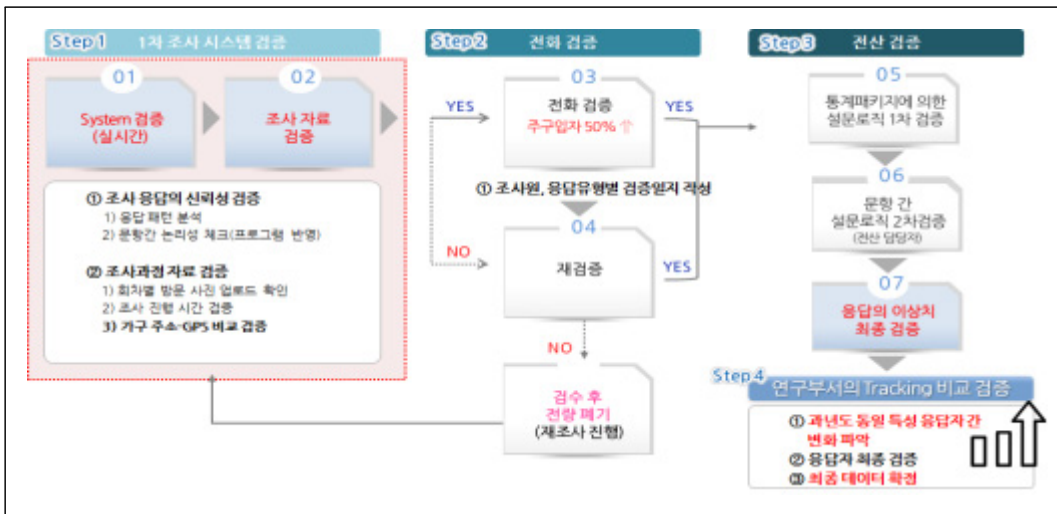 Step 1 1차 조사 시스템 검증
01
System 검증
(실시간)
02
조사 자료
검증
① 조사 응답의 신뢰성 검증
1) 응답 패턴 분석
2) 문항간 논리성 체크(프로그램 반영)
② 조사과정 자료 검증
1) 회차별 방문 사진 업로드 확인
2) 조사 진행 시간 검증
3) 가구 주소-GPS 비교 검증
Step 2 전화 검증
YES
NO
03
전화 검증
주구입자 50% ⇧
YES
① 조사원, 응답유형별 검증일지 작성
04
재검증
YES
NO
검수 후
전량 폐기
(재조사 진행)
Step 3 전산 검증
05
통계패키지에 의한
설문로직 1차 검증
06
문항 간
설문로직 2차검증
(전산 담당자)
07
응답의 이상치
최종 검증
Step 4 연구부서의 Tracking 비교 검증
① 과년도 동일 특성 응답자 간
변화 파악
② 응답자 최종 검증
③ 최종 데이터 확정